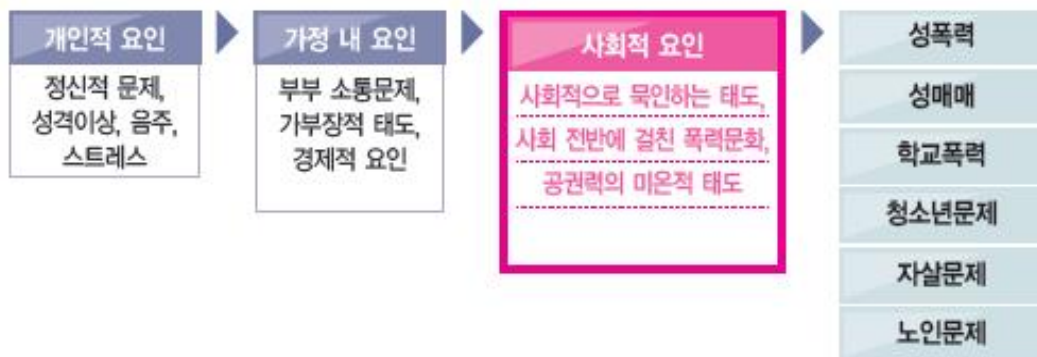 개인적 요인
정신적 문제,
성격이상, 음주,
스트레스
가정 내 요인
부부 소통문제,
가부장적 태도,
경제적 요인
사회적 요인
사회적으로 묵인하는 태도,
사회 전반에 걸친 폭력문화,
공권력의 미온적 태도
성폭력
성매매
학교폭력
청소년문제
자살문제
노인문제